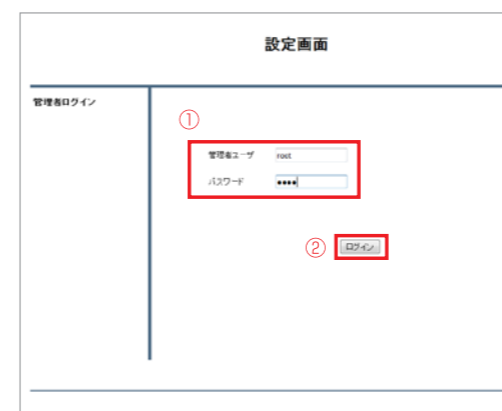 設定画面
管理者ログイン
①
管理者ユーザ root
パスワード ••••
② ログイン